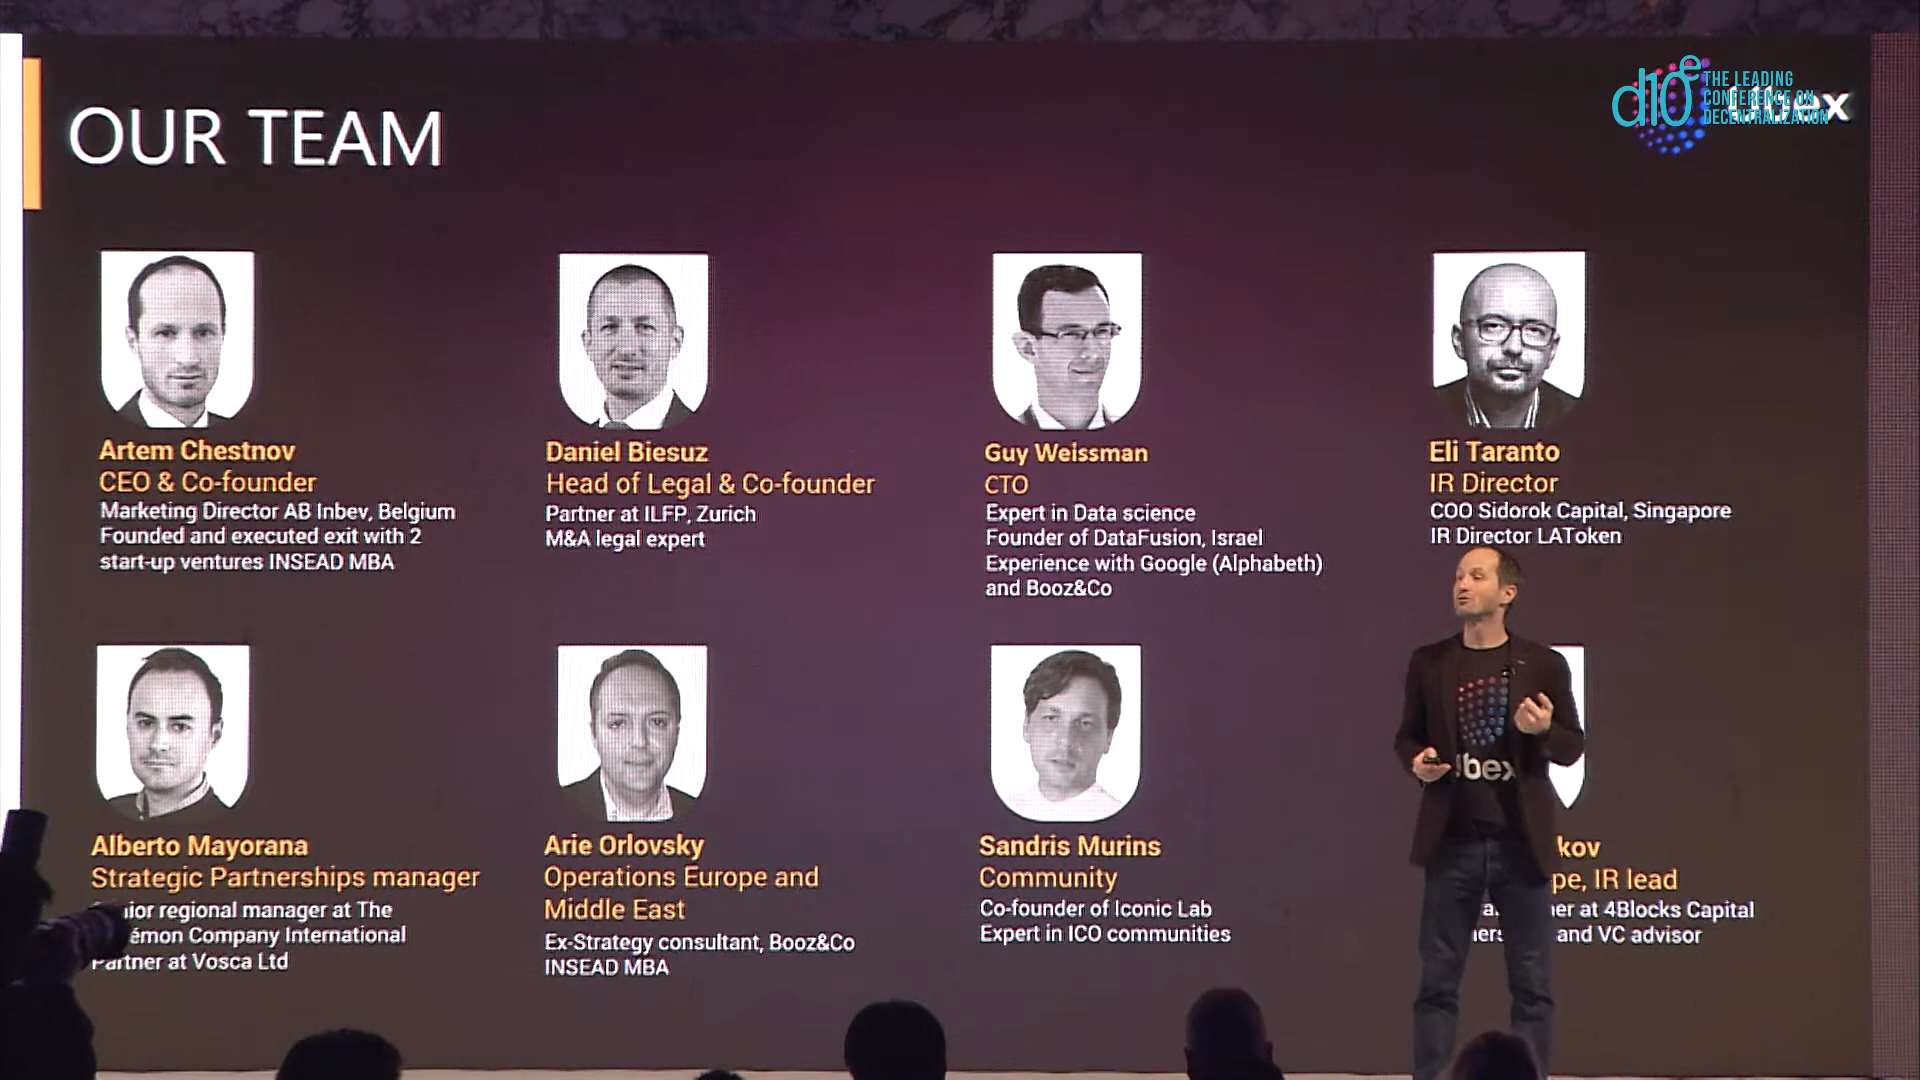 OUR TEAM
d10e
THE LEADING
CONFERENCE ON
DECENTRALIZATION
Artem Chestnov
CEO & Co-founder
Marketing Director AB Inbev, Belgium
Founded and executed exit with 2
start-up ventures INSEAD MBA
Daniel Biesuz
Head of Legal & Co-founder
Partner at ILFP, Zurich
M&A legal expert
Guy Weissman
CTO
Expert in Data science
Founder of DataFusion, Israel
Experience with Google (Alphabeth)
and Booz&Co
Eli Taranto
IR Director
COO Sidorok Capital, Singapore
IR Director LAToken
Alberto Mayorana
Strategic Partnerships manager
regional manager at The
Company International
Partner at Vosca Ltd
Arie Orlovsky
Operations Europe and
Middle East
Ex-Strategy consultant, Booz&Co
INSEAD MBA
Sandris Murins
Community
Co-founder of Iconic Lab
Expert in ICO communities
kov
pe, IR lead
at 4Blocks Capital
and VC advisor
bex